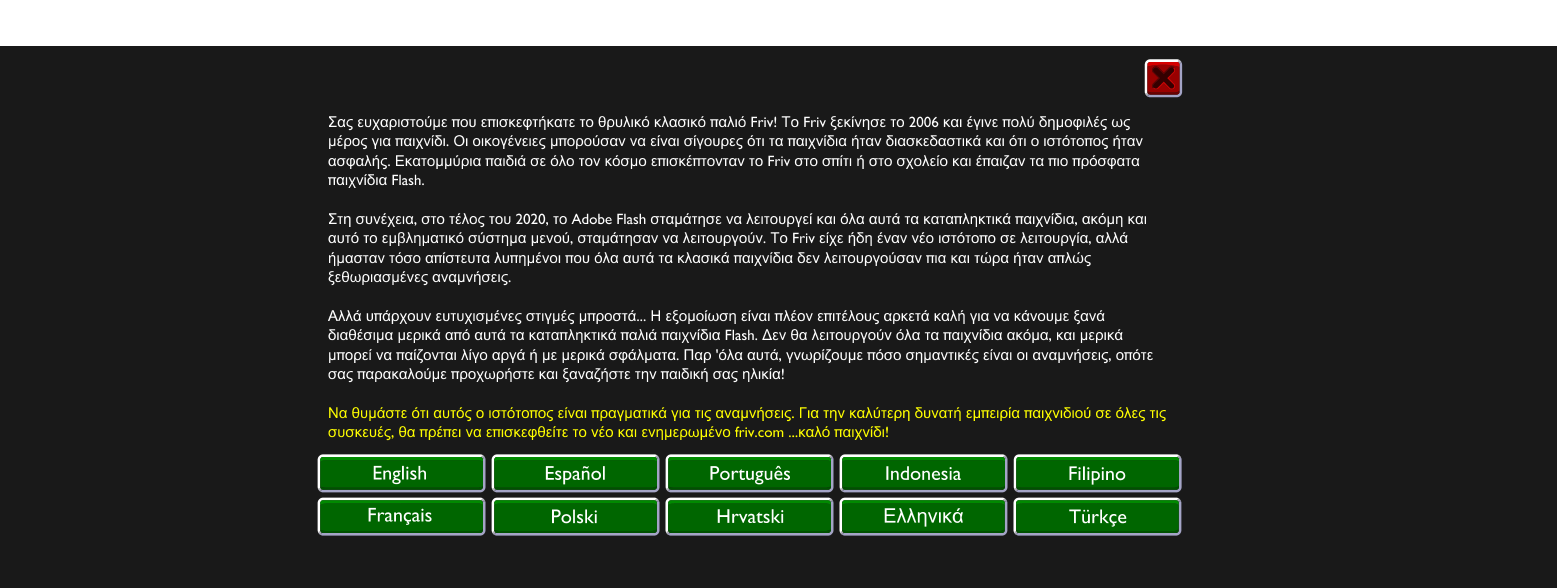 Σας ευχαριστούμε που επισκεφτήκατε το θρυλικό κλασικό παλιό Friv! Το Friv ξεκίνησε το 2006 και έγινε πολύ δημοφιλές ως
μέρος για παιχνίδι. Οι οικογένειες μπορούσαν να είναι σίγουρες ότι τα παιχνίδια ήταν διασκεδαστικά και ότι ο ιστότοπος ήταν
ασφαλής. Εκατομμύρια παιδιά σε όλο τον κόσμο επισκέπτονταν το Friv στο σπίτι ή στο σχολείο και έπαιζαν τα πιο πρόσφατα
παιχνίδια Flash.
Στη συνέχεια, στο τέλος του 2020, το Adobe Flash σταμάτησε να λειτουργεί και όλα αυτά τα καταπληκτικά παιχνίδια, ακόμη και
αυτό το εμβληματικό σύστημα μενού, σταμάτησαν να λειτουργούν. Το Friv είχε ήδη έναν νέο ιστότοπο σε λειτουργία, αλλά
ήμασταν τόσο απίστευτα λυπημένοι που όλα αυτά τα κλασικά παιχνίδια δεν λειτουργούσαν πια και τώρα ήταν απλώς
ξεθωριασμένες αναμνήσεις.
Αλλά υπάρχουν ευτυχισμένες στιγμές μπροστά... Η εξομοίωση είναι πλέον επιτέλους αρκετά καλή για να κάνουμε ξανά
διαθέσιμα μερικά από αυτά τα καταπληκτικά παλιά παιχνίδια Flash. Δεν θα λειτουργούν όλα τα παιχνίδια ακόμα, και μερικά
μπορεί να παίζονται λίγο αργά ή με μερικά σφάλματα. Παρ 'όλα αυτά, γνωρίζουμε πόσο σημαντικές είναι οι αναμνήσεις, οπότε
σας παρακαλούμε προχωρήστε και ξαναζήστε την παιδική σας ηλικία!
Να θυμάστε ότι αυτός ο ιστότοπος είναι πραγματικά για τις αναμνήσεις. Για την καλύτερη δυνατή εμπειρία παιχνιδιού σε όλες τις
συσκευές, θα πρέπει να επισκεφθείτε το νέο και ενημερωμένο friv.com ...καλό παιχνίδι!
English Español Português Indonesia Filipino
Français Polski Hrvatski Ελληνικά Türkçe